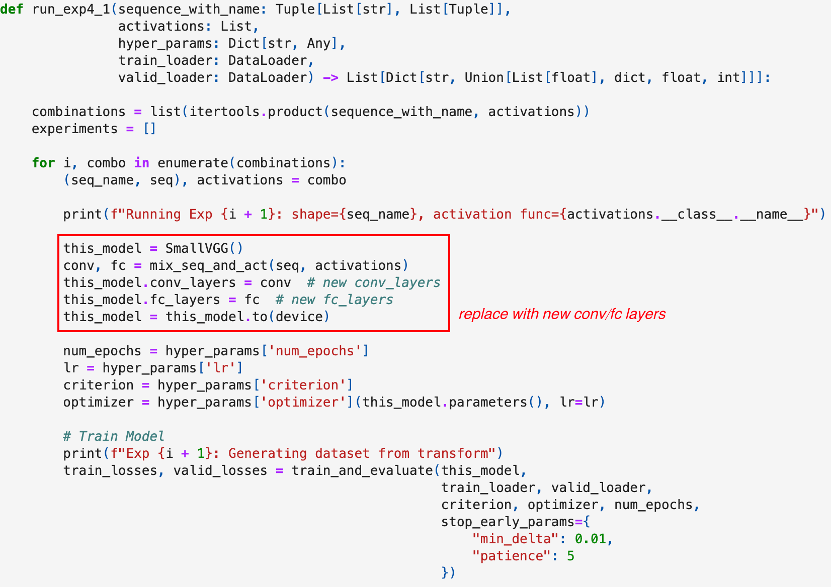 def run_exp4_1(sequence_with_name: Tuple[List[str], List[Tuple]],
               activations: List,
               hyper_params: Dict[str, Any],
               train_loader: DataLoader,
               valid_loader: DataLoader) -> List[Dict[str, Union[List[float], dict, float, int]]]:
    combinations = list(itertools.product(sequence_with_name, activations))
    experiments = []
    for i, combo in enumerate(combinations):
        (seq_name, seq), activations = combo
        print(f"Running Exp {i + 1}: shape={seq_name}, activation func={activations.__class__.__name__}")
        this_model = SmallVGG()
        conv, fc = mix_seq_and_act(seq, activations)
        this_model.conv_layers = conv  # new conv_layers
        this_model.fc_layers = fc  # new fc_layers
        this_model = this_model.to(device)
replace with new conv/fc layers
        num_epochs = hyper_params['num_epochs']
        lr = hyper_params['lr']
        criterion = hyper_params['criterion']
        optimizer = hyper_params['optimizer'](this_model.parameters(), lr=lr)
        # Train Model
        print(f"Exp {i + 1}: Generating dataset from transform")
        train_losses, valid_losses = train_and_evaluate(this_model,
                                                        train_loader, valid_loader,
                                                        criterion, optimizer, num_epochs,
                                                        stop_early_params={
                                                            "min_delta": 0.01,
                                                            "patience": 5
                                                        })